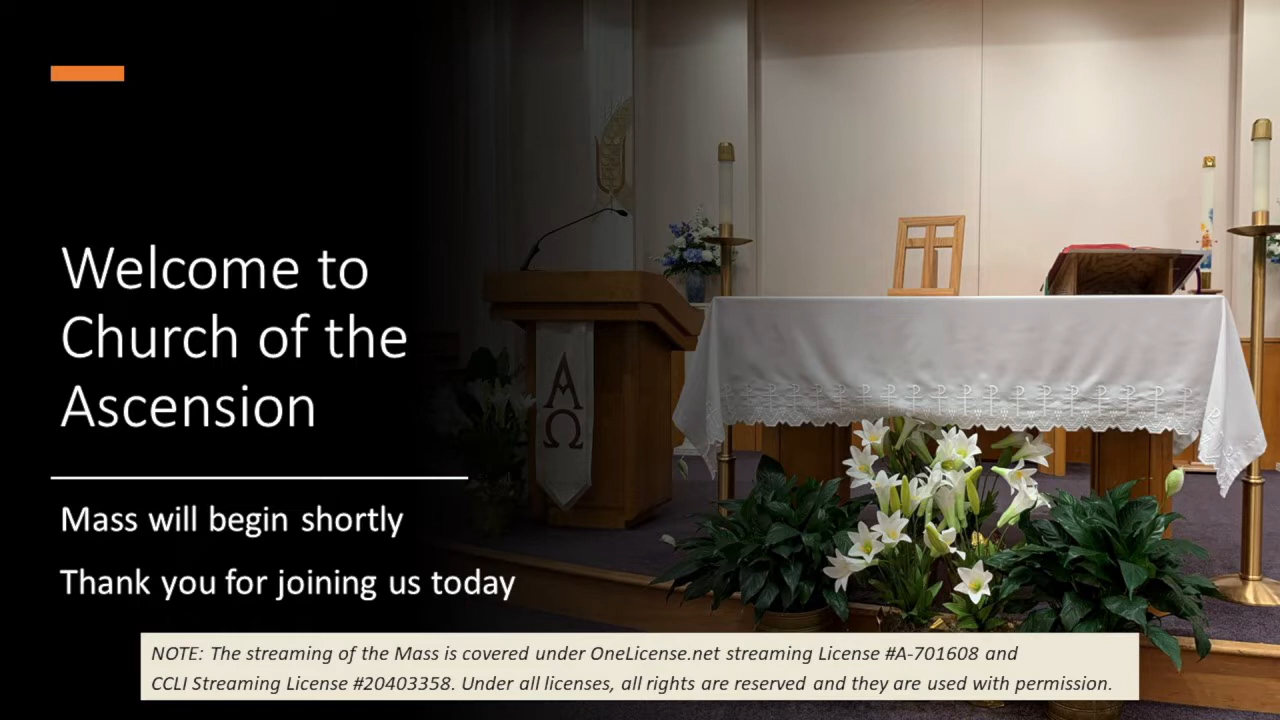 Welcome to
Church of the
Ascension
Mass will begin shortly
Thank you for joining us today
NOTE: The streaming of the Mass is covered under OneLicense.net streaming License #A-701608 and
CCLI Streaming License #20403358. Under all licenses, all rights are reserved and they are used with permission.
Α
Ω